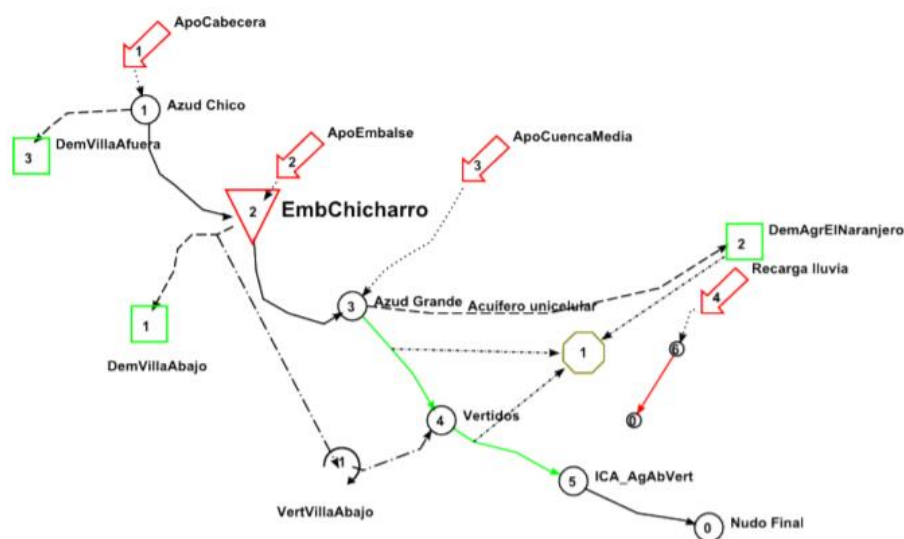 ApoCabecera
1
1
Azud Chico
DemVillaAfuera
3
ApoEmbalse
2
ApoCuencaMedia
3
2
EmbChicharro
DemAgrElNaranjero
2
Recarga lluvia
4
3
Azud Grande
Acuífero unicelular
1
DemVillaAbajo
1
6
0
4
Vertidos
1
VertVillaAbajo
5
ICA_AgAbVert
0
Nudo Final